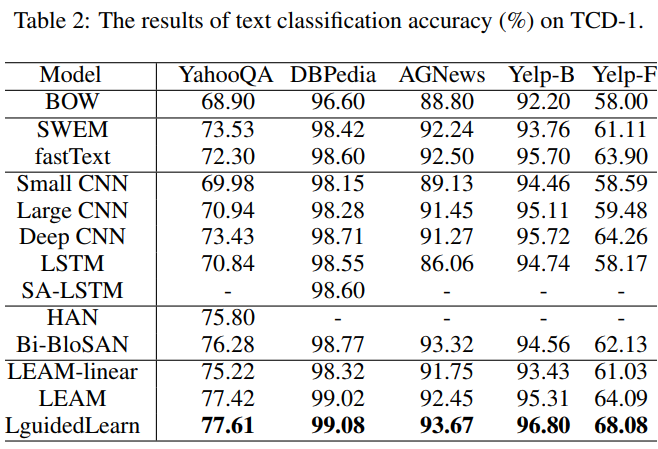 Table 2: The results of text classification accuracy (%) on TCD-1.
Model YahooQA DBPedia AGNews Yelp-B Yelp-F
BOW 68.90 96.60 88.80 92.20 58.00
SWEM 73.53 98.42 92.24 93.76 61.11
fastText 72.30 98.60 92.50 95.70 63.90
Small CNN 69.98 98.15 89.13 94.46 58.59
Large CNN 70.94 98.28 91.45 95.11 59.48
Deep CNN 73.43 98.71 91.27 95.72 64.26
LSTM 70.84 98.55 86.06 94.74 58.17
SA-LSTM - 98.60 - - -
HAN 75.80 - - - -
Bi-BloSAN 76.28 98.77 93.32 94.56 62.13
LEAM-linear 75.22 98.32 91.75 93.43 61.03
LEAM 77.42 99.02 92.45 95.31 64.09
LguidedLearn 77.61 99.08 93.67 96.80 68.08